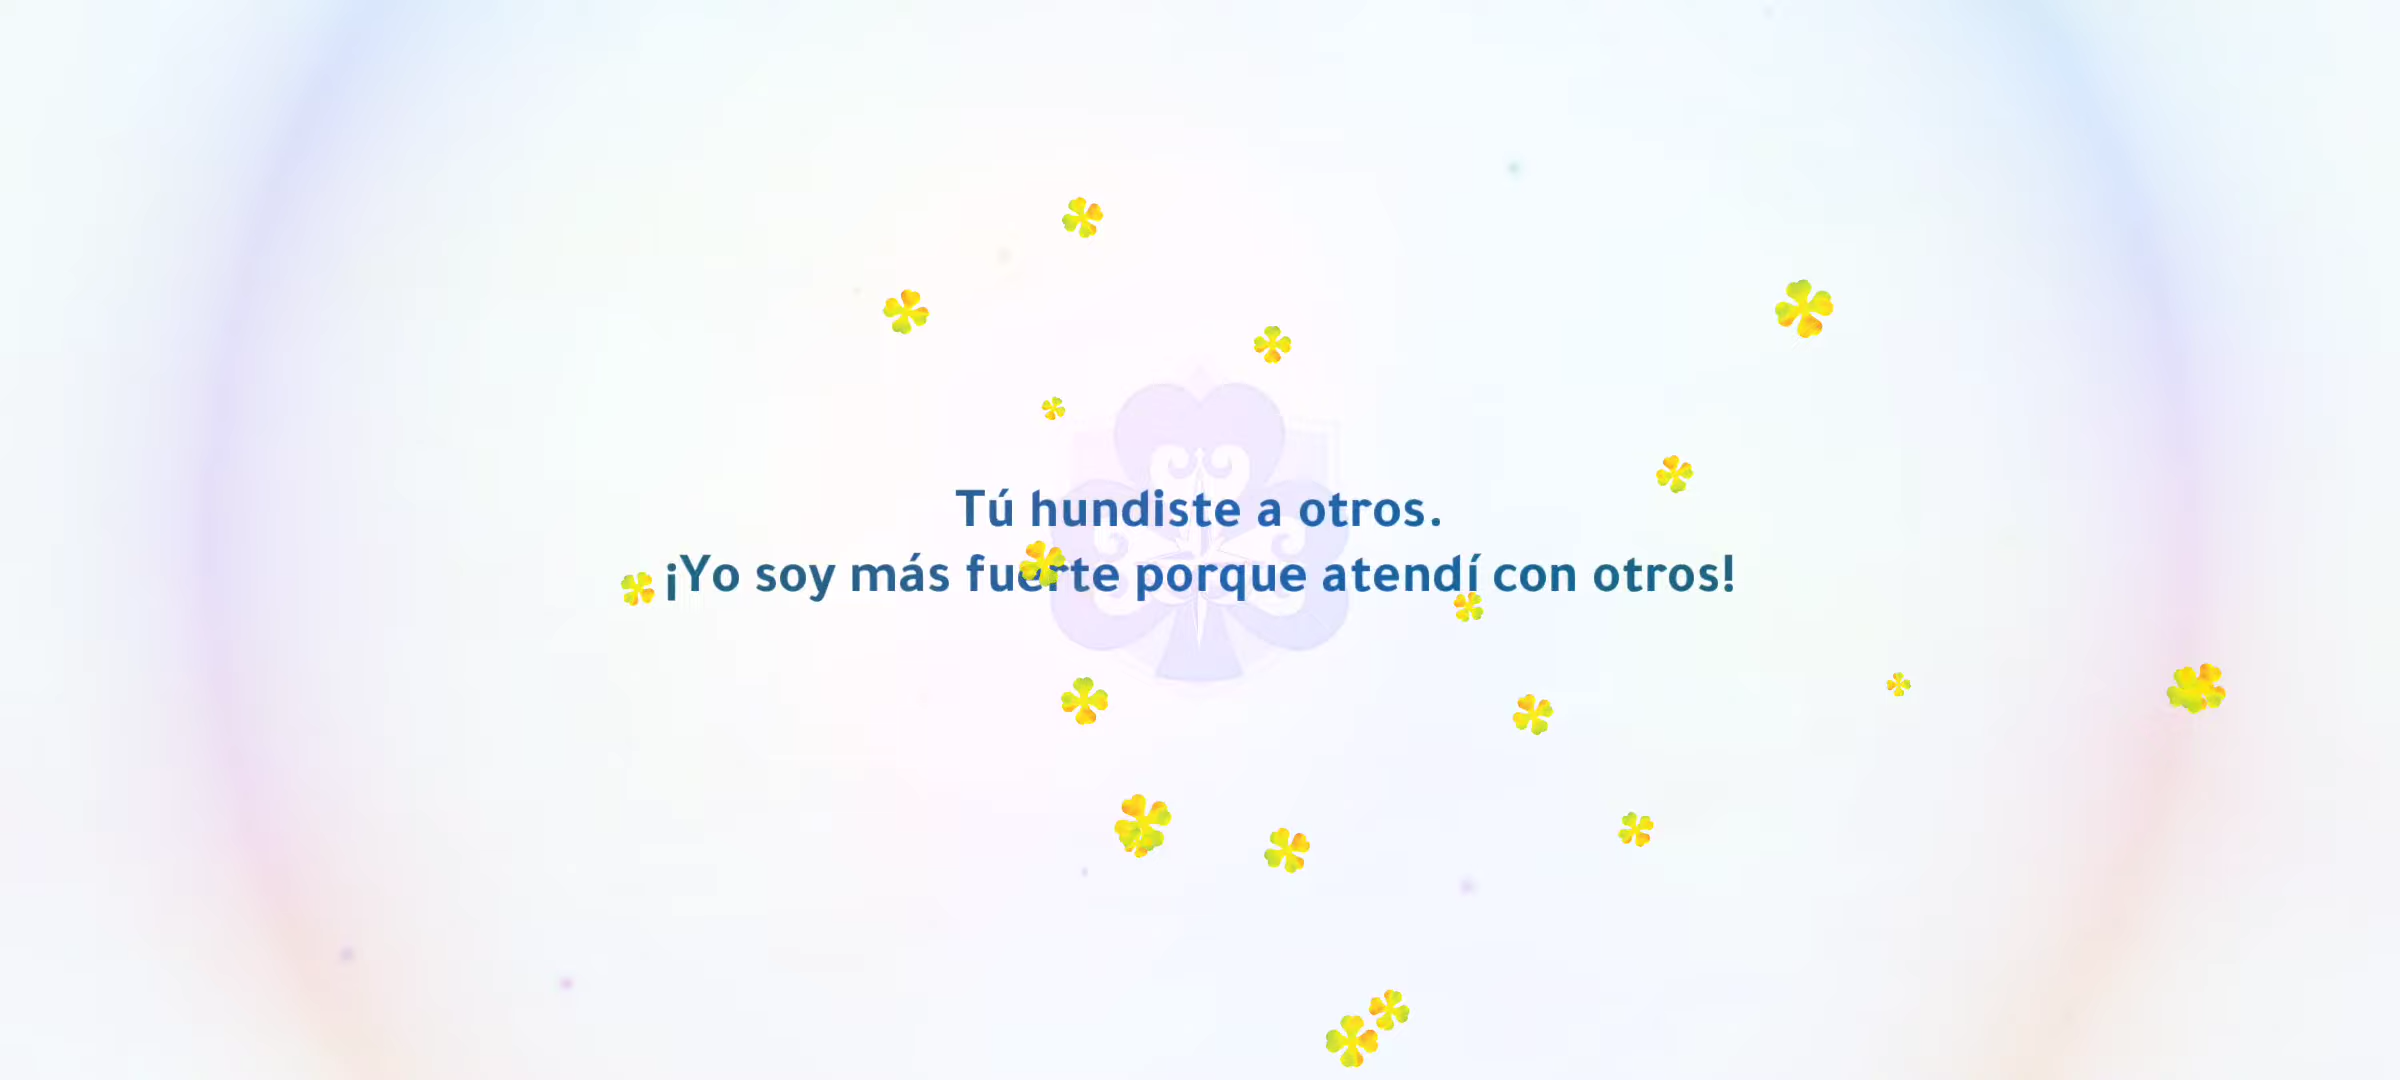 Tú hundiste a otros.
¡Yo soy más fuerte porque atendí con otros!